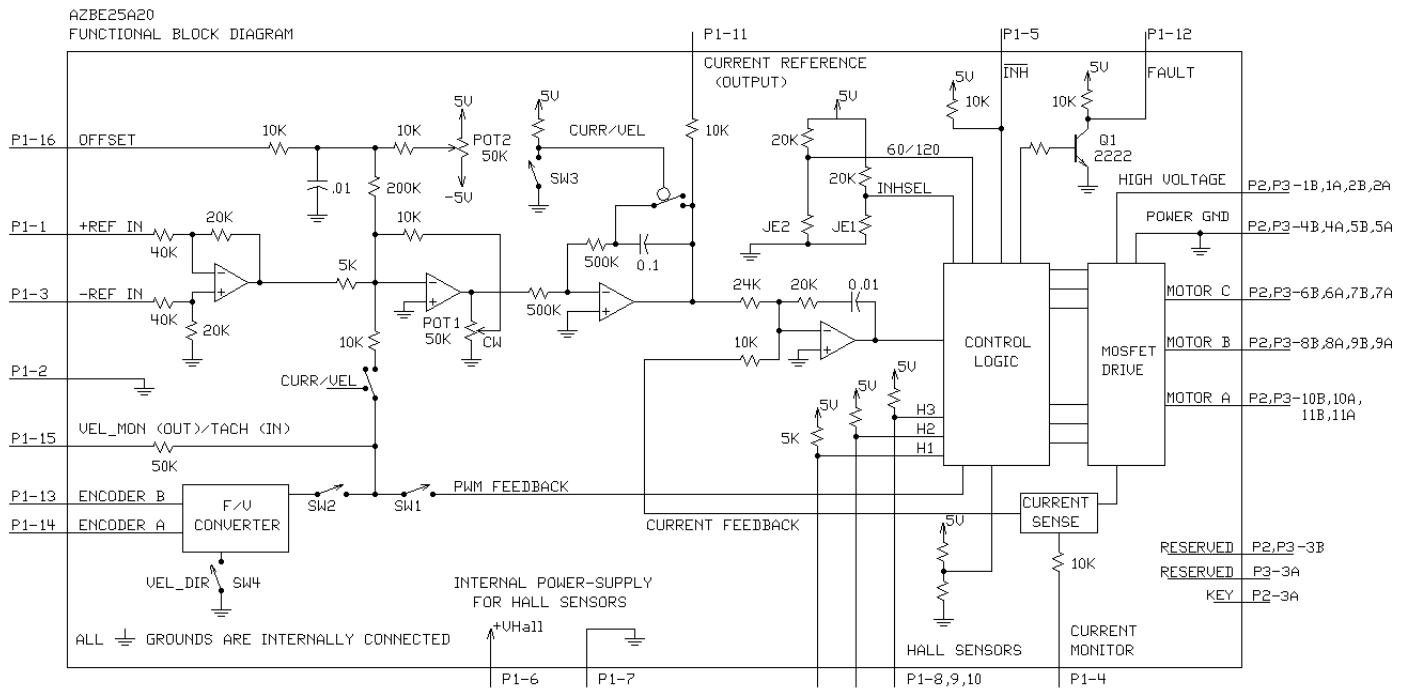 AZBE25A20
FUNCTIONAL BLOCK DIAGRAM
P1-11
P1-5
P1-12
CURRENT REFERENCE
(OUTPUT)
INH
FAULT
5V
10K
5V
10K
Q1
2222
P1-16
OFFSET
10K
10K
5V
POT2
50K
-5V
.01
200K
5V
CURR/VEL
SW3
10K
5V
20K
60/120
20K
INHSEL
JE2
JE1
HIGH VOLTAGE
P2,P3-1B,1A,2B,2A
POWER GND
P2,P3-4B,4A,5B,5A
P1-1
+REF IN
20K
40K
10K
500K
0.1
5K
P1-3
-REF IN
40K
20K
POT1
50K
CW
500K
24K
20K
0.01
10K
CONTROL
LOGIC
MOSFET
DRIVE
MOTOR C
P2,P3-6B,6A,7B,7A
MOTOR B
P2,P3-8B,8A,9B,9A
MOTOR A
P2,P3-10B,10A,
11B,11A
10K
P1-2
CURR/VEL
5V
5V
5V
5K
H3
H2
H1
P1-15
VEL_MON (OUT)/TACH (IN)
50K
P1-13
ENCODER B
P1-14
ENCODER A
F/V
CONVERTER
SW2
SW1
PWM FEEDBACK
CURRENT FEEDBACK
CURRENT
SENSE
5V
10K
VEL_DIR
SW4
RESERVED
P2,P3-3B
RESERVED
P3-3A
KEY
P2-3A
INTERNAL POWER-SUPPLY
FOR HALL SENSORS
+VHall
ALL GROUNDS ARE INTERNALLY CONNECTED
HALL SENSORS
CURRENT
MONITOR
P1-6
P1-7
P1-8,9,10
P1-4